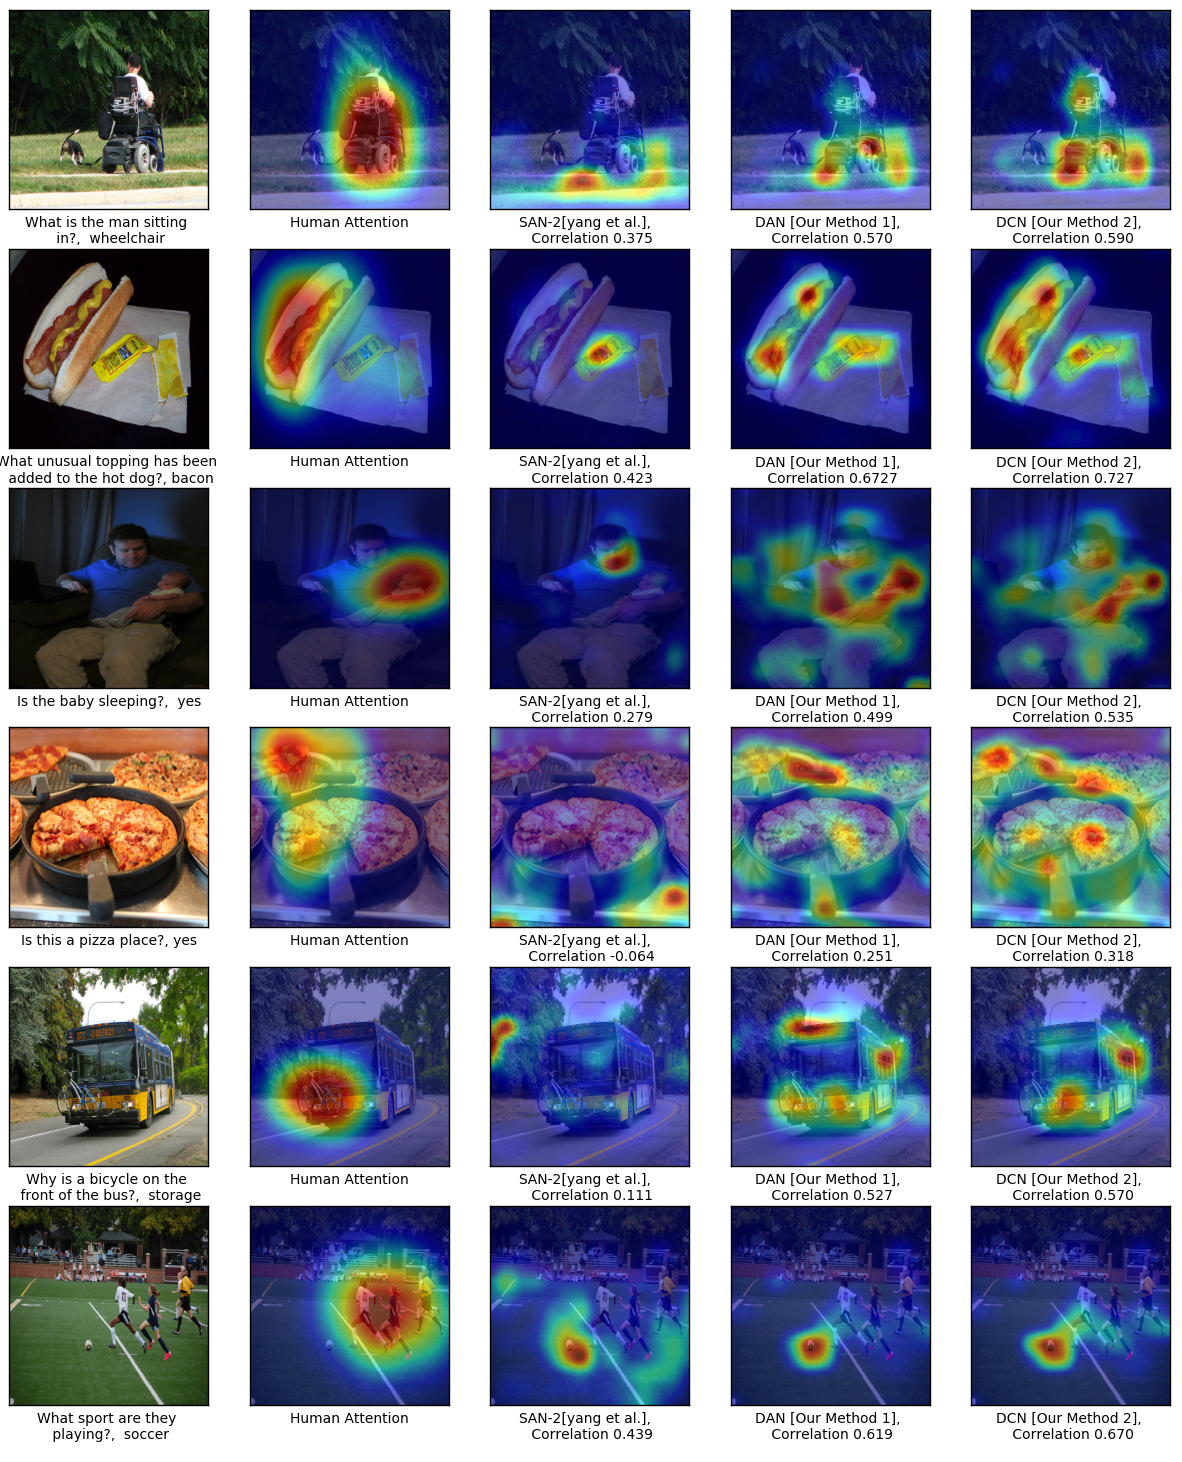 What is the man sitting
in?,  wheelchair
Human Attention
SAN-2[yang et al.],
Correlation 0.375
DAN [Our Method 1],
Correlation 0.570
DCN [Our Method 2],
Correlation 0.590
What unusual topping has been
added to the hot dog?, bacon
Human Attention
SAN-2[yang et al.],
Correlation 0.423
DAN [Our Method 1],
Correlation 0.6727
DCN [Our Method 2],
Correlation 0.727
Is the baby sleeping?,  yes
Human Attention
SAN-2[yang et al.],
Correlation 0.279
DAN [Our Method 1],
Correlation 0.499
DCN [Our Method 2],
Correlation 0.535
Is this a pizza place?, yes
Human Attention
SAN-2[yang et al.],
Correlation -0.064
DAN [Our Method 1],
Correlation 0.251
DCN [Our Method 2],
Correlation 0.318
Why is a bicycle on the
front of the bus?,  storage
Human Attention
SAN-2[yang et al.],
Correlation 0.111
DAN [Our Method 1],
Correlation 0.527
DCN [Our Method 2],
Correlation 0.570
What sport are they
playing?,  soccer
Human Attention
SAN-2[yang et al.],
Correlation 0.439
DAN [Our Method 1],
Correlation 0.619
DCN [Our Method 2],
Correlation 0.670